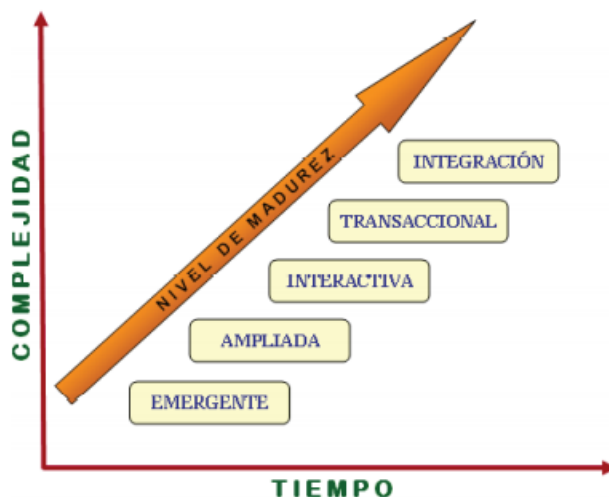 COMPLEJIDAD
NIVEL DE MADUREZ
INTEGRACIÓN
TRANSACCIONAL
INTERACTIVA
AMPLIADA
EMERGENTE
TIEMPO